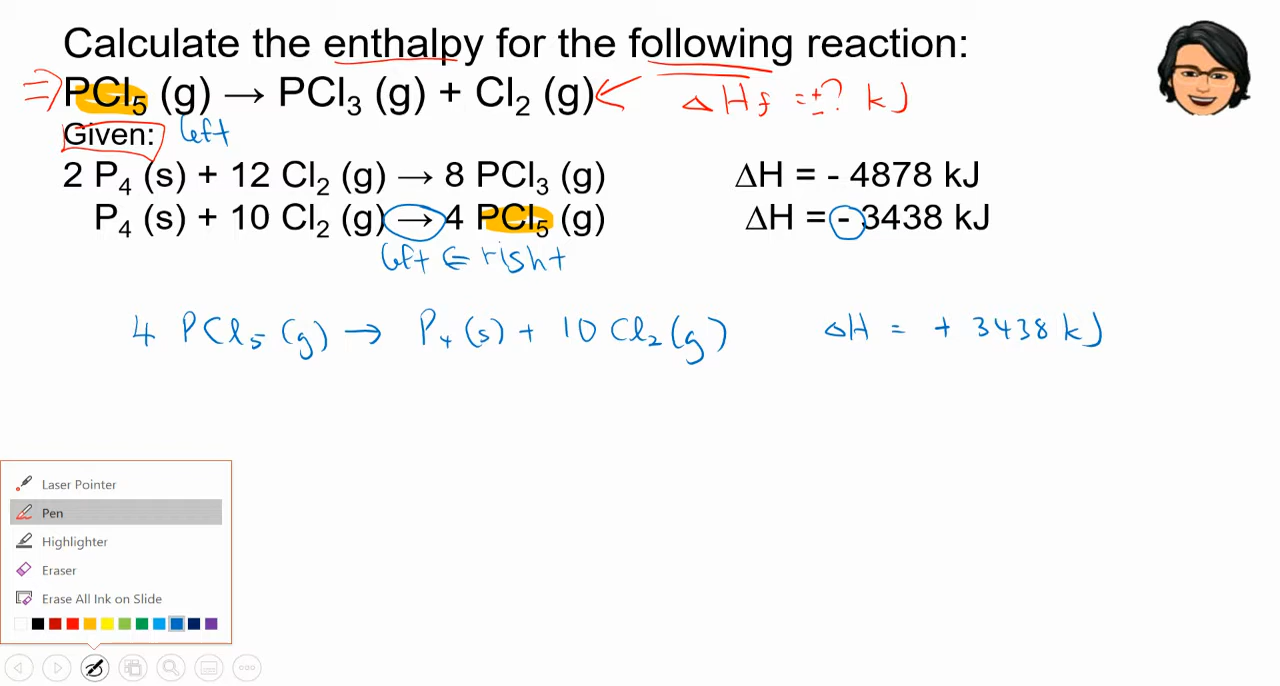 Calculate the enthalpy for the following reaction:
⇒ PCl₅ (g) → PCl₃ (g) + Cl₂ (g) ← ΔHf = ±? kJ
Given: left
2 P₄ (s) + 12 Cl₂ (g) → 8 PCl₃ (g) ΔH = - 4878 kJ
P₄ (s) + 10 Cl₂ (g) → 4 PCl₅ (g) ΔH = - 3438 kJ
left ⇐ right
4 PCl₅ (g) → P₄ (s) + 10 Cl₂ (g) ΔH = + 3438 kJ
Laser Pointer
Pen
Highlighter
Eraser
Erase All Ink on Slide